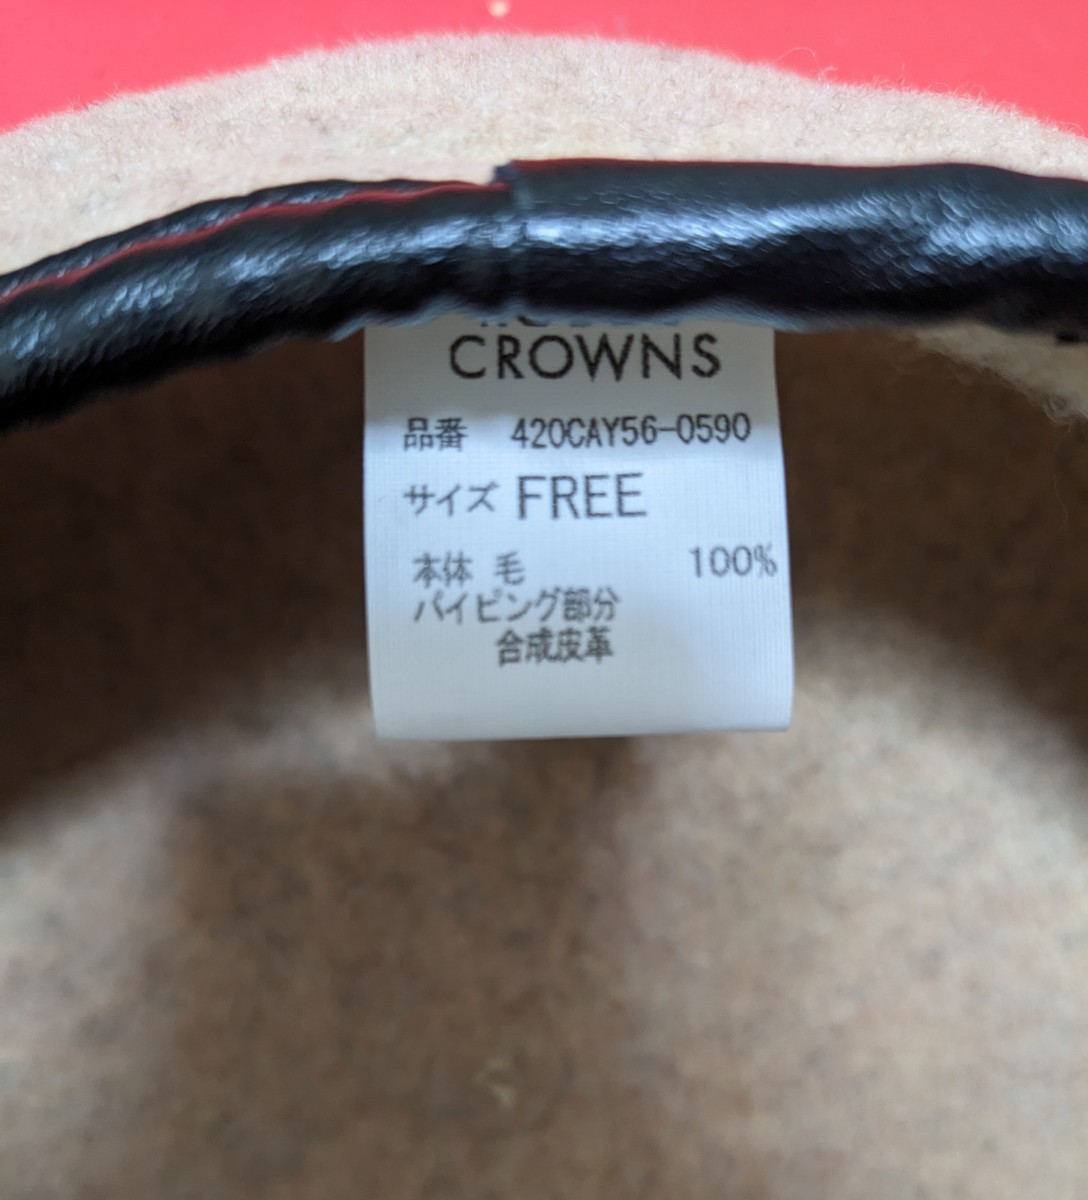 CROWNS
品番 420CAY56-0590
サイズ FREE
本体 毛 100%
パイピング部分
合成皮革